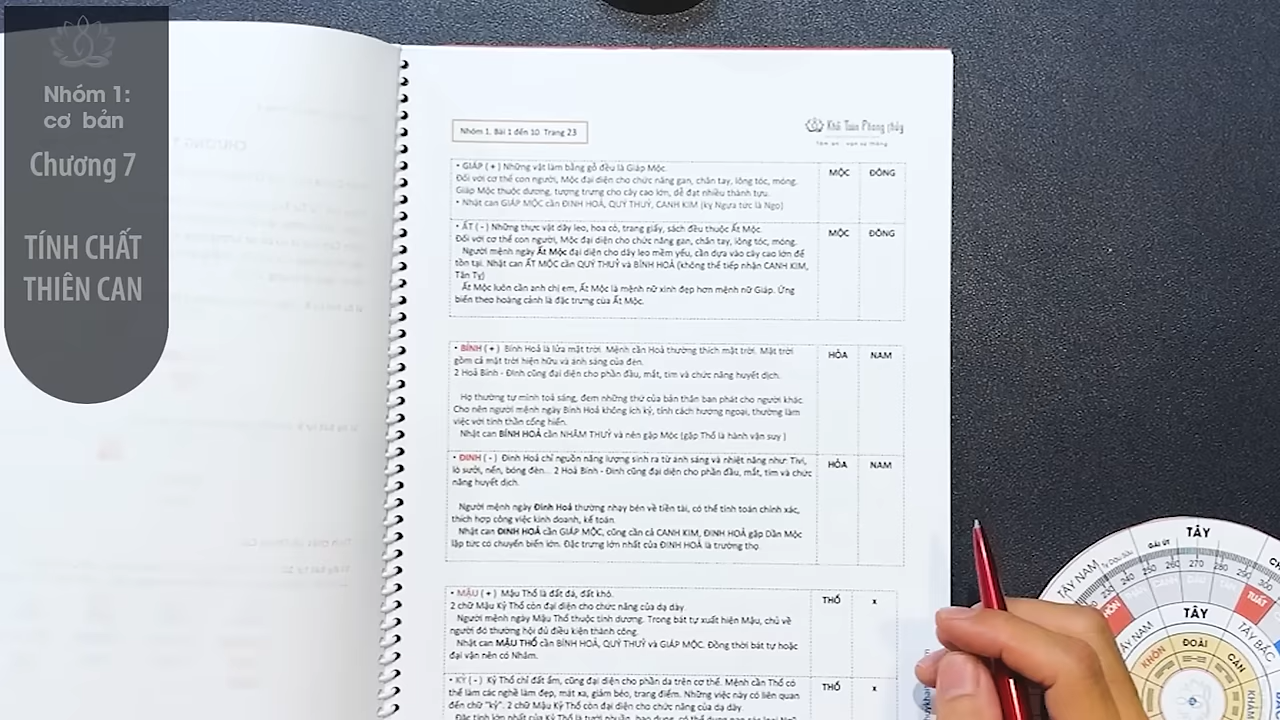 Nhóm 1:
cơ bản
Chương 7
TÍNH CHẤT
THIÊN CAN
Nhóm 1. Bài 1 đến 10. Trang 23
Khải Toàn Phong thủy
Tâm an - vạn sự thông
• GIÁP ( + ) Những vật làm bằng gỗ đều là Giáp Mộc.
Đối với cơ thể con người, Mộc đại diện cho chức năng gan, chân tay, lông tóc, móng.
Giáp Mộc thuộc dương, tượng trưng cho cây cao lớn, dễ đạt nhiều thành tựu.
• Nhật can GIÁP MỘC cần ĐINH HOẢ, QUÝ THUỶ, CANH KIM (kỵ Ngựa tức là Ngọ)
MỘC ĐÔNG
• ẤT ( - ) Những thực vật dây leo, hoa cỏ, trang giấy, sách đều thuộc Ất Mộc.
Đối với cơ thể con người, Mộc đại diện cho chức năng gan, chân tay, lông tóc, móng.
Người mệnh ngày Ất Mộc đại diện cho dây leo mềm yếu, cần dựa vào cây cao lớn để
tồn tại. Nhật can ẤT MỘC cần QUÝ THUỶ và BÍNH HOẢ (không thể tiếp nhận CANH KIM,
Tân Tỵ)
Ất Mộc luôn cần anh chị em, Ất Mộc là mệnh nữ xinh đẹp hơn mệnh nữ Giáp. Ứng
biến theo hoàng cảnh là đặc trưng của Ất Mộc.
MỘC ĐÔNG
• BÍNH ( + ) Bính Hoả là lửa mặt trời. Mệnh cần Hoả thường thích mặt trời. Mặt trời
gồm cả mặt trời hiện hữu và ánh sáng của đèn.
2 Hoả Bính - Đinh cũng đại diện cho phần đầu, mắt, tim và chức năng huyết dịch.
Họ thường tự mình toả sáng, đem những thứ của bản thân ban phát cho người khác.
Cho nên người mệnh ngày Bính Hoả không ích kỷ, tính cách hướng ngoại, thường làm
việc với tinh thần cống hiến.
Nhật can BÍNH HOẢ cần NHÂM THUỶ và nên gặp Mộc (gặp Thổ là hành vận suy )
HỎA NAM
• ĐINH ( - ) Đinh Hoả chỉ nguồn năng lượng sinh ra từ ánh sáng và nhiệt năng như: Tivi,
lò sưởi, nến, bóng đèn... 2 Hoả Bính - Đinh cũng đại diện cho phần đầu, mắt, tim và chức
năng huyết dịch.
Người mệnh ngày Đinh Hoả thường nhạy bén về tiền tài, có thể tính toán chính xác,
thích hợp công việc kinh doanh, kế toán.
Nhật can ĐINH HOẢ cần GIÁP MỘC, cũng cần cả CANH KIM, ĐINH HOẢ gặp Dần Mộc
lập tức có chuyển biến lớn. Đặc trưng lớn nhất của ĐINH HOẢ là trường thọ.
HỎA NAM
• MẬU ( + ) Mậu Thổ là đất đá, đất khô.
2 chữ Mậu Kỷ Thổ còn đại diện cho chức năng của dạ dày.
Người mệnh ngày Mậu Thổ thuộc tính dương. Trong bát tự xuất hiện Mậu, chủ về
người đó thường hội đủ điều kiện thành công.
Nhật can MẬU THỔ cần BÍNH HOẢ, QUÝ THUỶ và GIÁP MỘC. Đồng thời bát tự hoặc
đại vận nên có Nhâm.
THỔ x
• KỶ ( - ) Kỷ Thổ chỉ đất ẩm, cũng đại diện cho phần da trên cơ thể. Mệnh cần Thổ có
thể làm các nghề làm đẹp, mát xa, giảm béo, trang điểm. Những việc này có liên quan
đến chữ "kỷ". 2 chữ Mậu Kỷ Thổ còn đại diện cho chức năng của dạ dày.
THỔ x
TÂY
TÂY NAM
230 240 250 260 270 280 290 300
CANH DẬU TÂN
TUẤT
TÂY
TÂY BẮC
KHÔN ĐOÀI CÀN
KHẢM